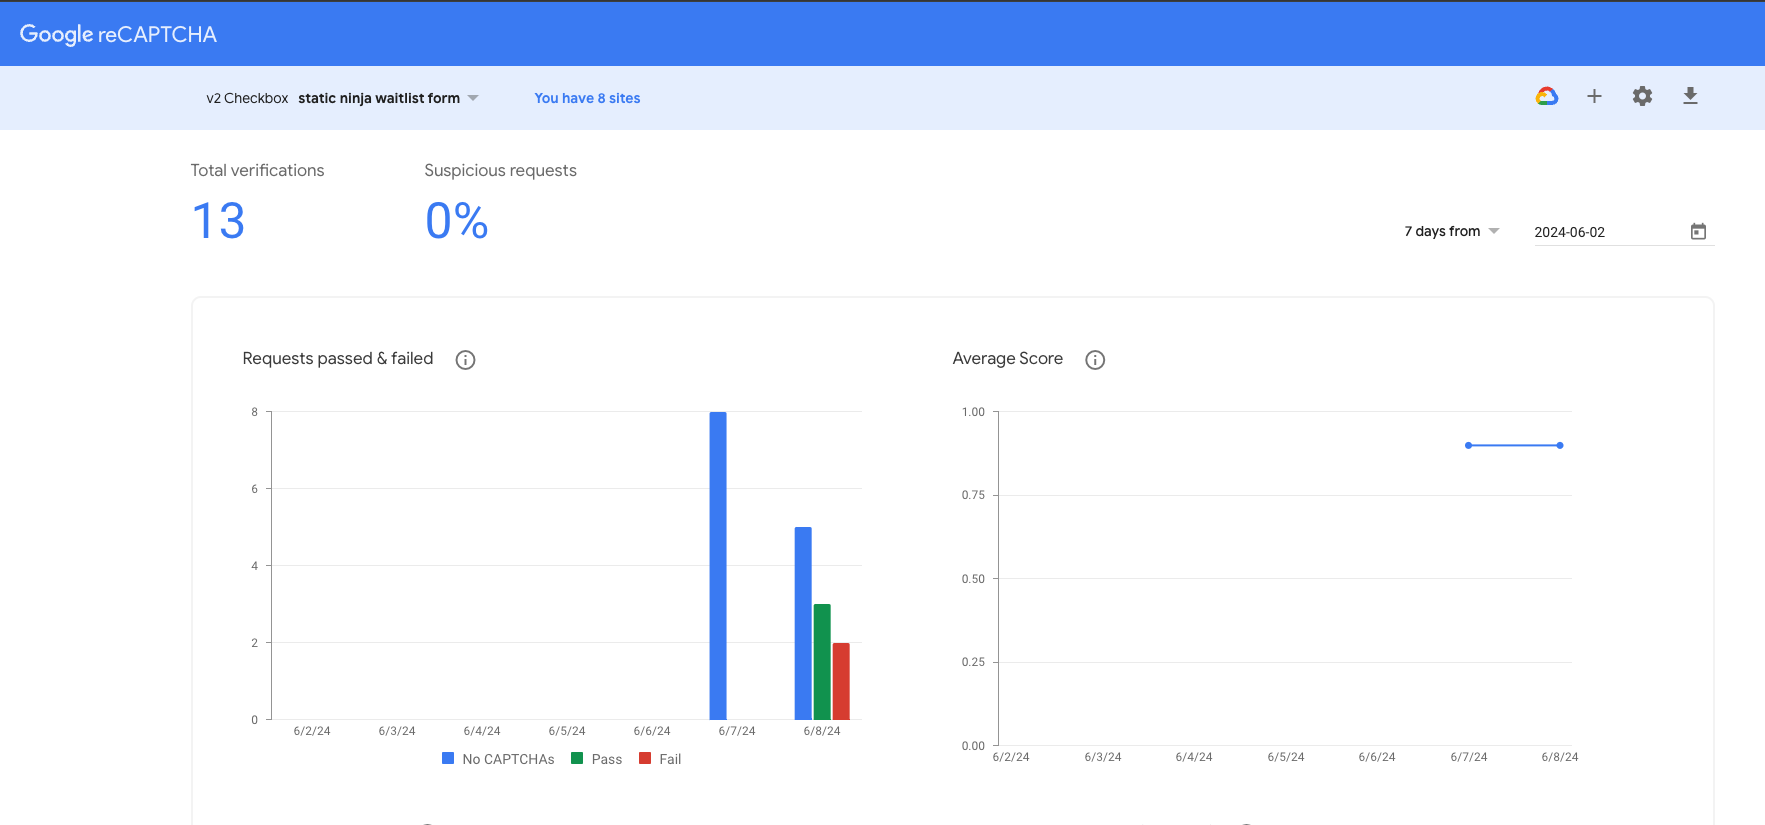 Google reCAPTCHA
v2 Checkbox static ninja waitlist form You have 8 sites
Total verifications Suspicious requests
13 0%
7 days from 2024-06-02
Requests passed & failed
8
6
4
2
0
6/2/24 6/3/24 6/4/24 6/5/24 6/6/24 6/7/24 6/8/24
No CAPTCHAs Pass Fail
Average Score
1.00
0.75
0.50
0.25
0.00
6/2/24 6/3/24 6/4/24 6/5/24 6/6/24 6/7/24 6/8/24